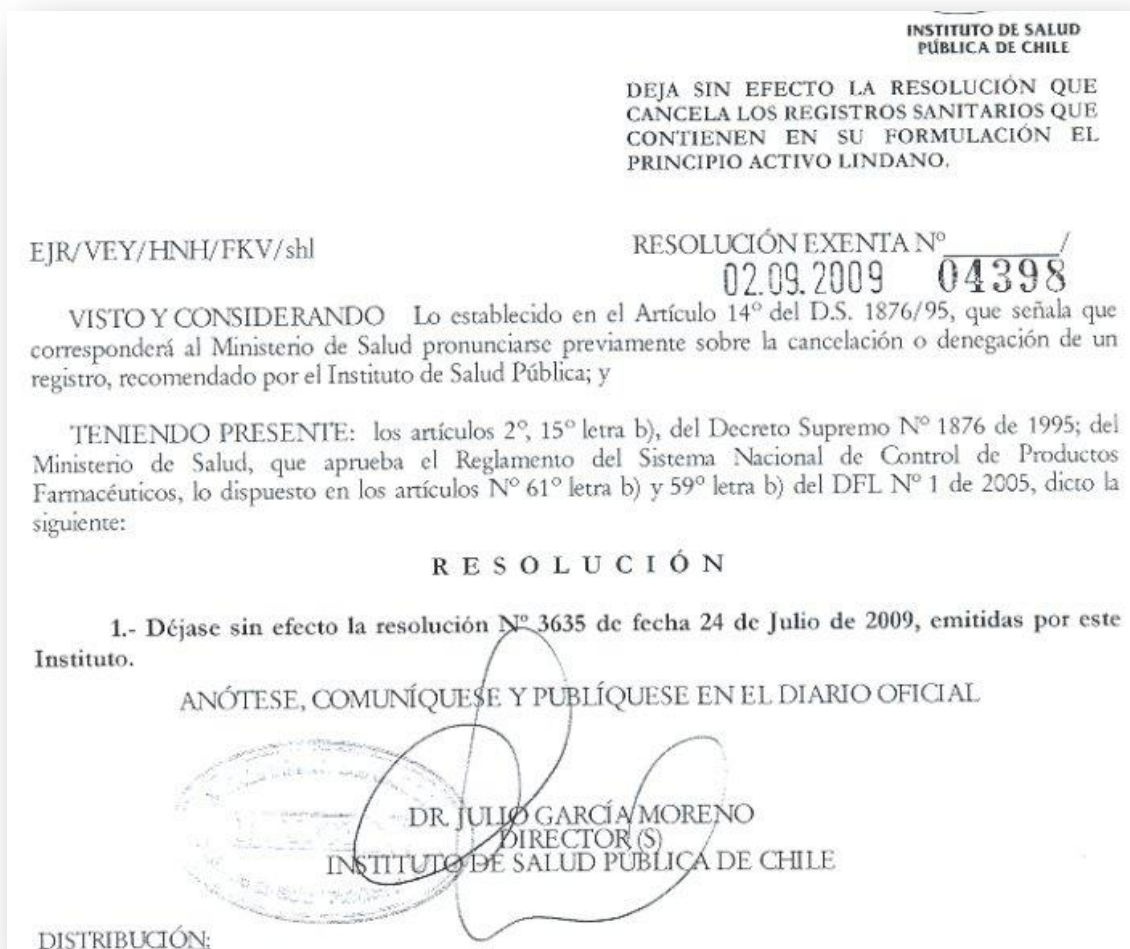 INSTITUTO DE SALUD
PÚBLICA DE CHILE
DEJA SIN EFECTO LA RESOLUCIÓN QUE
CANCELA LOS REGISTROS SANITARIOS QUE
CONTIENEN EN SU FORMULACIÓN EL
PRINCIPIO ACTIVO LINDANO.
EJR/VEY/HNH/FKV/shl
RESOLUCIÓN EXENTA Nº________/
02.09.2009 04398
VISTO Y CONSIDERANDO Lo establecido en el Artículo 14º del D.S. 1876/95, que señala que
corresponderá al Ministerio de Salud pronunciarse previamente sobre la cancelación o denegación de un
registro, recomendado por el Instituto de Salud Pública; y
TENIENDO PRESENTE: los artículos 2º, 15º letra b), del Decreto Supremo Nº 1876 de 1995; del
Ministerio de Salud, que aprueba el Reglamento del Sistema Nacional de Control de Productos
Farmacéuticos, lo dispuesto en los artículos Nº 61º letra b) y 59º letra b) del DFL Nº 1 de 2005, dicto la
siguiente:
R E S O L U C I Ó N
1.- Déjase sin efecto la resolución Nº 3635 de fecha 24 de Julio de 2009, emitidas por este
Instituto.
ANÓTESE, COMUNÍQUESE Y PUBLÍQUESE EN EL DIARIO OFICIAL
DR. JULIO GARCÍA MORENO
DIRECTOR (S)
INSTITUTO DE SALUD PÚBLICA DE CHILE
DISTRIBUCIÓN: